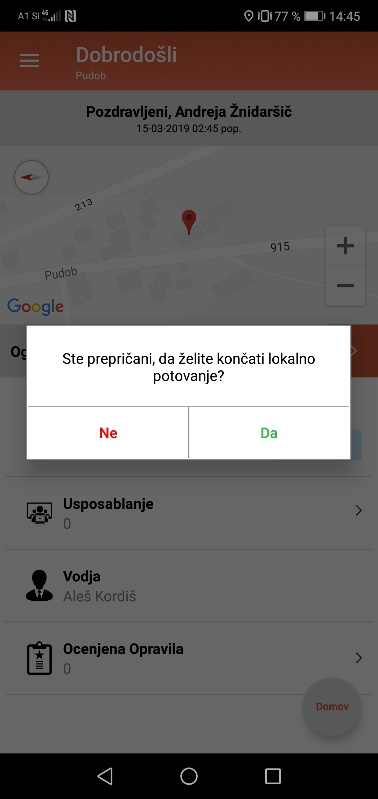 A1 SI 4G 77 % 14:45
Dobrodošli
Pudob
Pozdravljeni, Andreja Žnidaršič
15-03-2019 02:45 pop.
213
915
Pudob
Google
Og
Ste prepričani, da želite končati lokalno
potovanje?
Ne Da
Usposabljanje
0
Vodja
Aleš Kordiš
Ocenjena Opravila
0
Domov